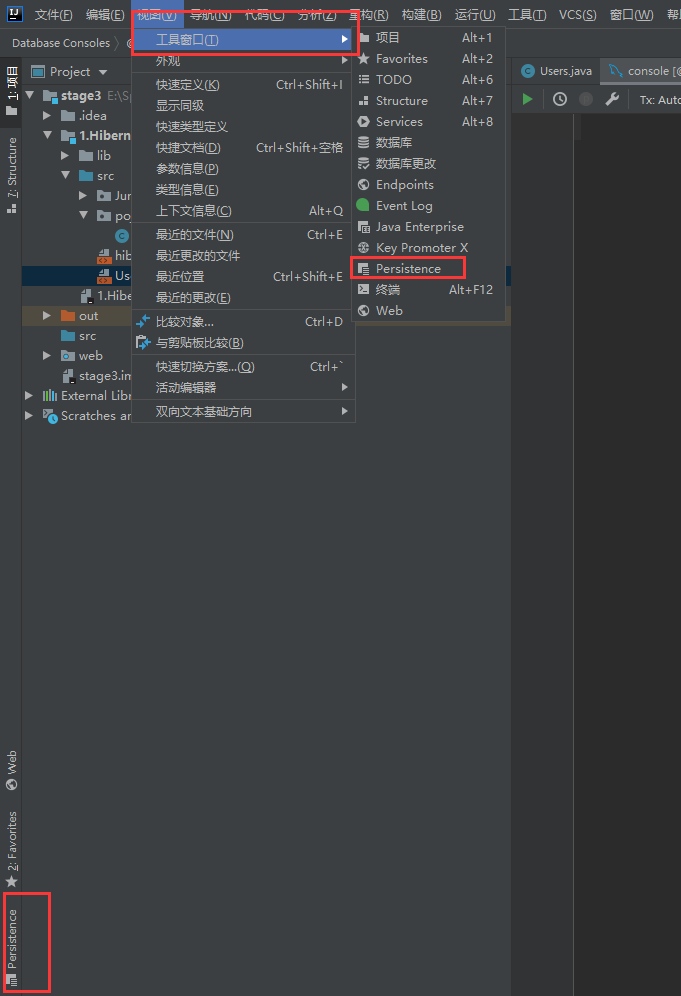 文件(F) 编辑(E) 视图(V) 导航(N) 代码(C) 分析(Z) 重构(R) 构建(B) 运行(U) 工具(T) VCS(S) 窗口(W)
Database Consoles
工具窗口(T)
外观
快速定义(K) Ctrl+Shift+I
显示同级
快速类型定义
快捷文档(D) Ctrl+Shift+空格
参数信息(P)
类型信息(E)
上下文信息(C) Alt+Q
最近的文件(N) Ctrl+E
最近更改的文件
最近位置 Ctrl+Shift+E
最近的更改(E)
比较对象... Ctrl+D
与剪贴板比较(B)
快速切换方案...(Q) Ctrl+`
活动编辑器
双向文本基础方向
项目 Alt+1
Favorites Alt+2
TODO Alt+6
Structure Alt+7
Services Alt+8
数据库
数据库更改
Endpoints
Event Log
Java Enterprise
Key Promoter X
Persistence
终端 Alt+F12
Web
Users.java console [@
Tx: Auto
Project
stage3 E:\S
.idea
1.Hibern
lib
src
Jur
poj
hib
Use
1.Hibe
out
src
web
stage3.im
External Libr
Scratches ar
1: 项目
7: Structure
Web
2: Favorites
Persistence